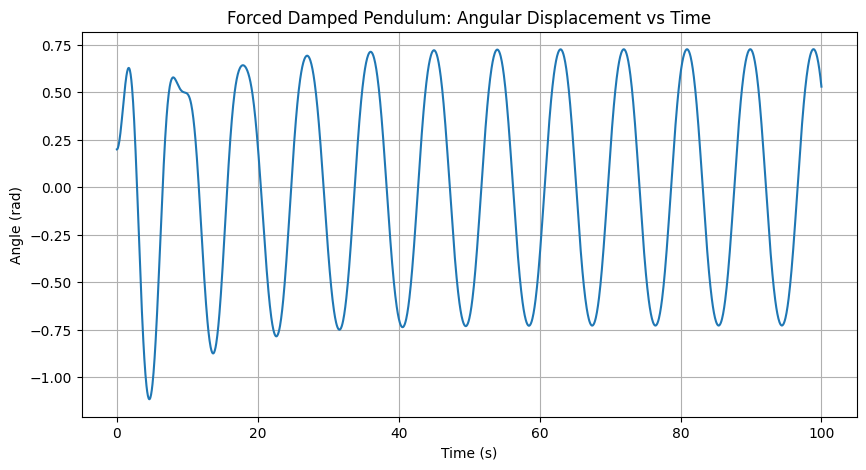 Forced Damped Pendulum: Angular Displacement vs Time
0.75
0.50
0.25
0.00
−0.25
−0.50
−0.75
−1.00
Angle (rad)
0 20 40 60 80 100
Time (s)